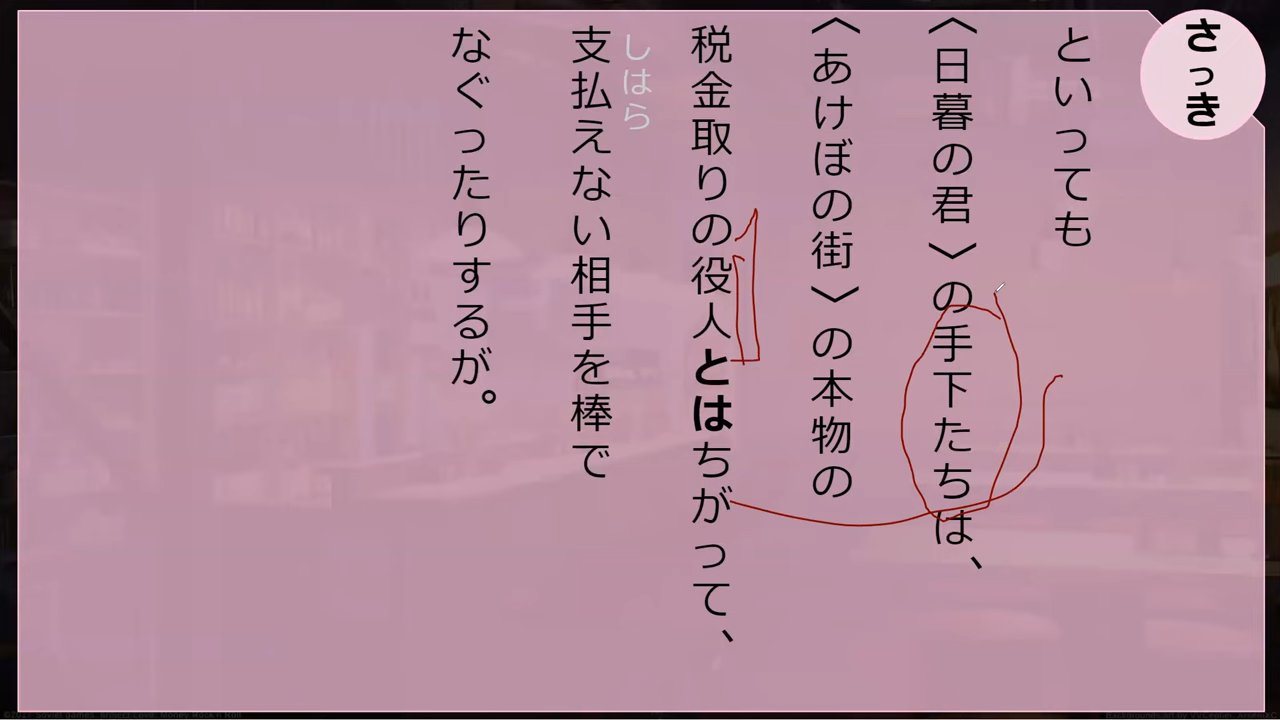 さっき
といっても
〈日暮の君〉の手下たちは、
〈あけぼの街〉の本物の
税金取りの役人とはちがって、
しはら
支払えない相手を棒で
なぐったりするが。